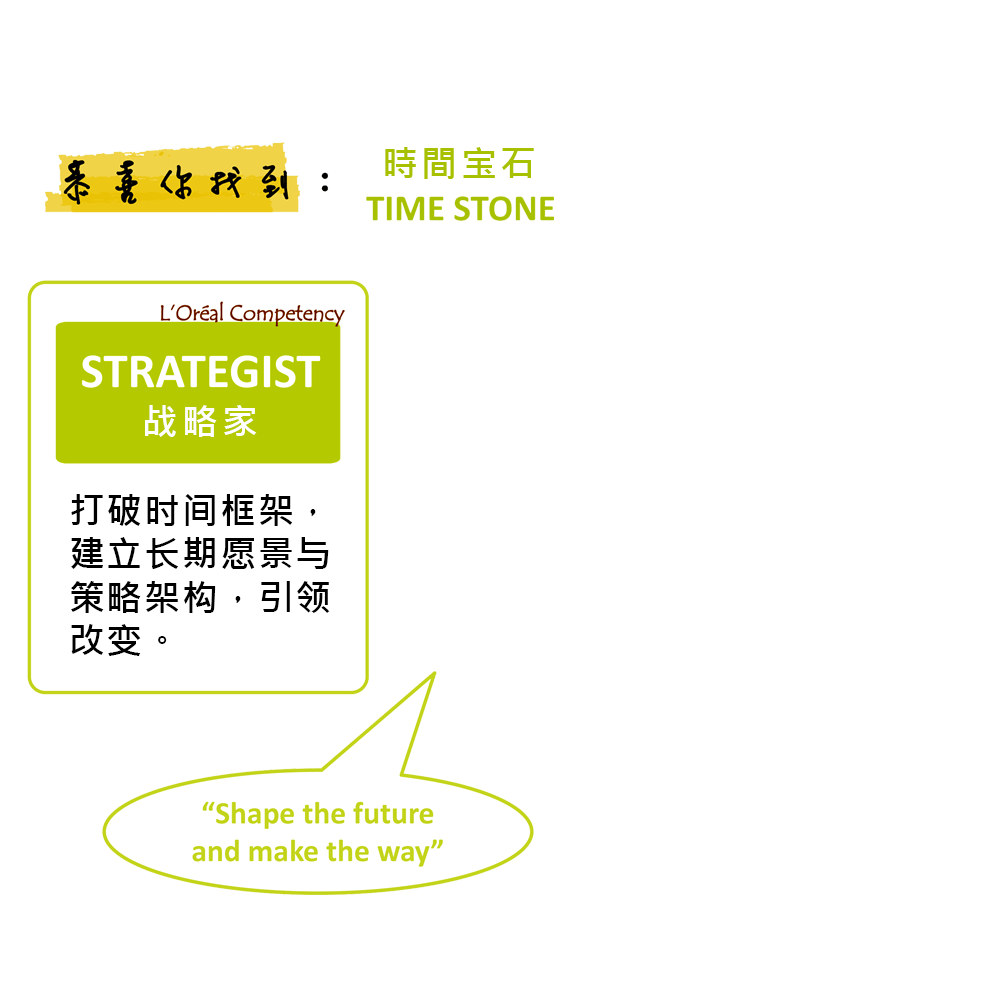 恭喜你找到：
時間宝石
TIME STONE
L'Oréal Competency
STRATEGIST
战略家
打破时间框架，
建立长期愿景与
策略架构，引领
改变。
“Shape the future
and make the way”